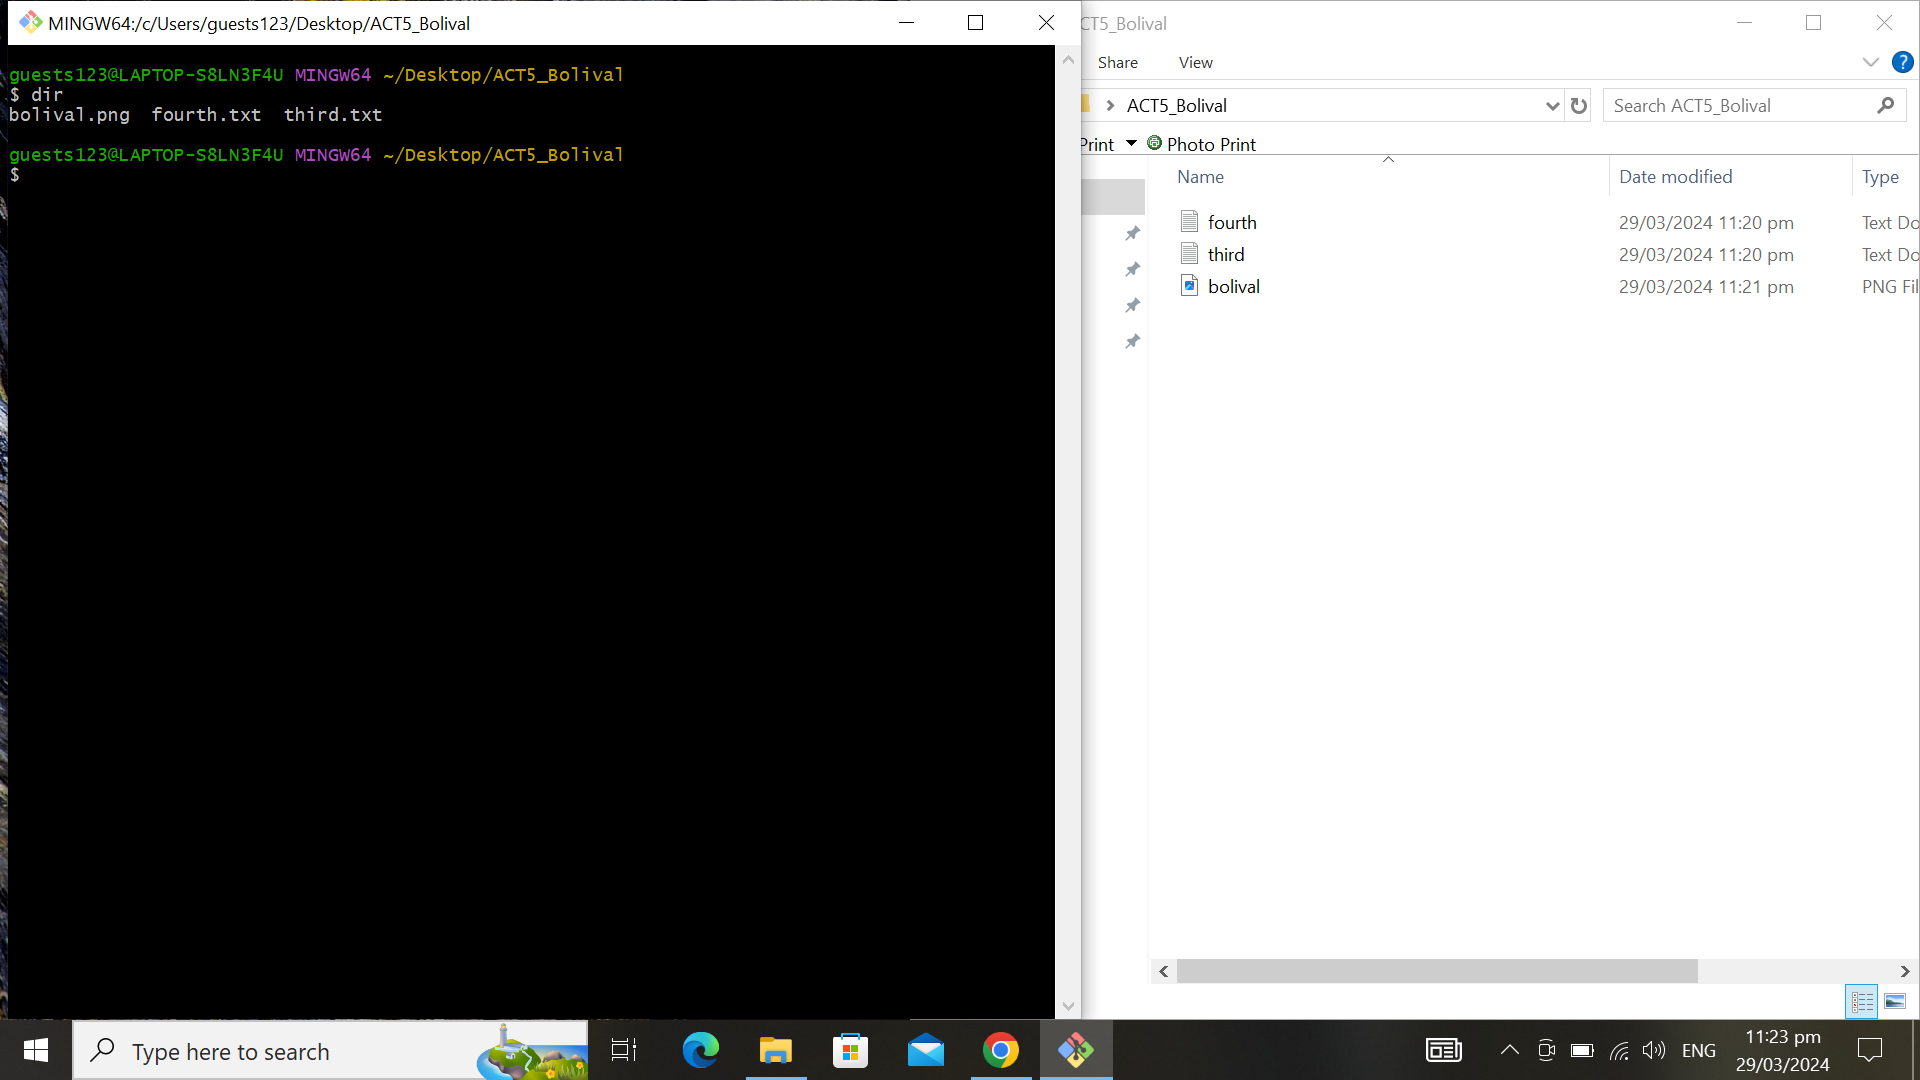 MINGW64:/c/Users/guests123/Desktop/ACT5_Bolival
guests123@LAPTOP-S8LN3F4U MINGW64 ~/Desktop/ACT5_Bolival
$ dir
bolival.png  fourth.txt  third.txt
guests123@LAPTOP-S8LN3F4U MINGW64 ~/Desktop/ACT5_Bolival
$
CT5_Bolival
Share View
ACT5_Bolival Search ACT5_Bolival
Print Photo Print
Name Date modified Type
fourth 29/03/2024 11:20 pm Text Do
third 29/03/2024 11:20 pm Text Do
bolival 29/03/2024 11:21 pm PNG Fil
Type here to search
ENG
11:23 pm
29/03/2024